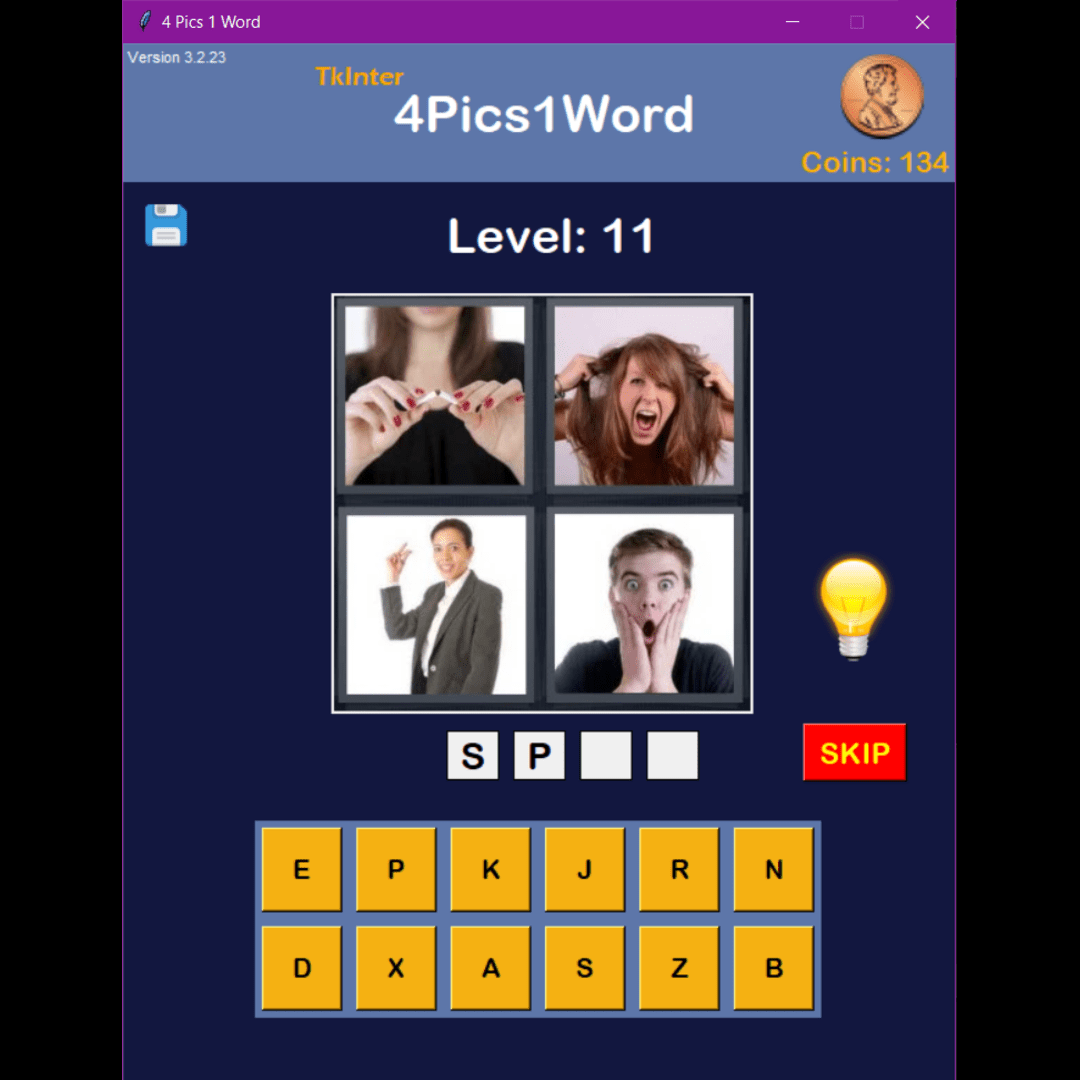 4 Pics 1 Word
Version 3.2.23
TkInter
4Pics1Word
Coins: 134
Level: 11
S P
SKIP
E P K J R N
D X A S Z B